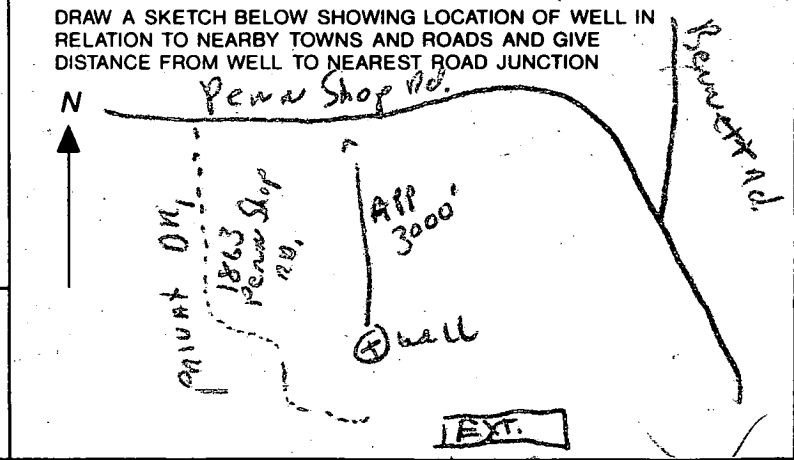 DRAW A SKETCH BELOW SHOWING LOCATION OF WELL IN
RELATION TO NEARBY TOWNS AND ROADS AND GIVE
DISTANCE FROM WELL TO NEAREST ROAD JUNCTION
N
Penn Shop Rd.
Bennett Rd.
PRIVAT DR,
1863
Penn Shop
RD.
APP
3000'
+ well
EXT.